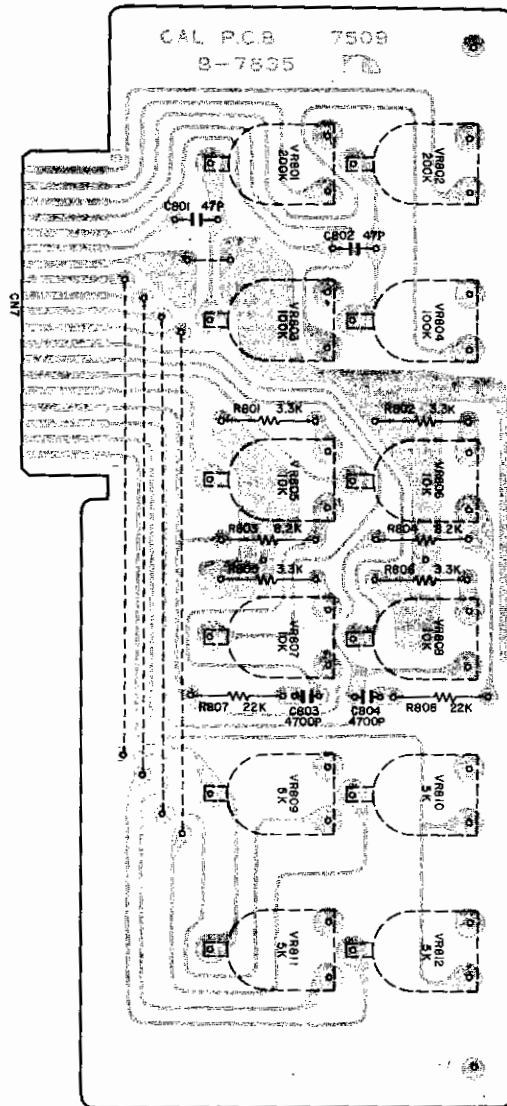 CAL P.C.B 7509
B-7835
VR801
200K
VR802
200K
C801 47P
C802 47P
CN7
VR803
100K
VR804
100K
R801 3.3K
R802 3.3K
VR805
10K
VR806
10K
R803 8.2K
R804 8.2K
R805 3.3K
R806 3.3K
VR807
10K
VR808
10K
R807 22K
C803
4700P
C804
4700P
R808 22K
VR809
5K
VR810
5K
VR811
5K
VR812
5K